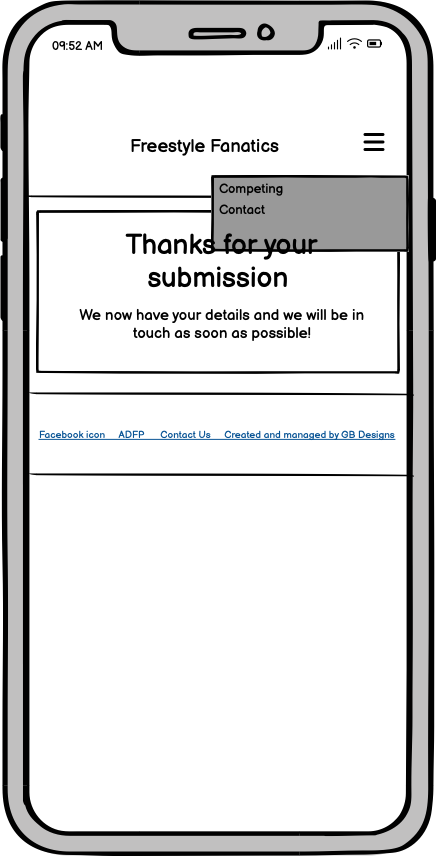 09:52 AM
Freestyle Fanatics
Competing
Contact
Thanks for your
submission
We now have your details and we will be in
touch as soon as possible!
Facebook icon ADFP Contact Us Created and managed by GB Designs